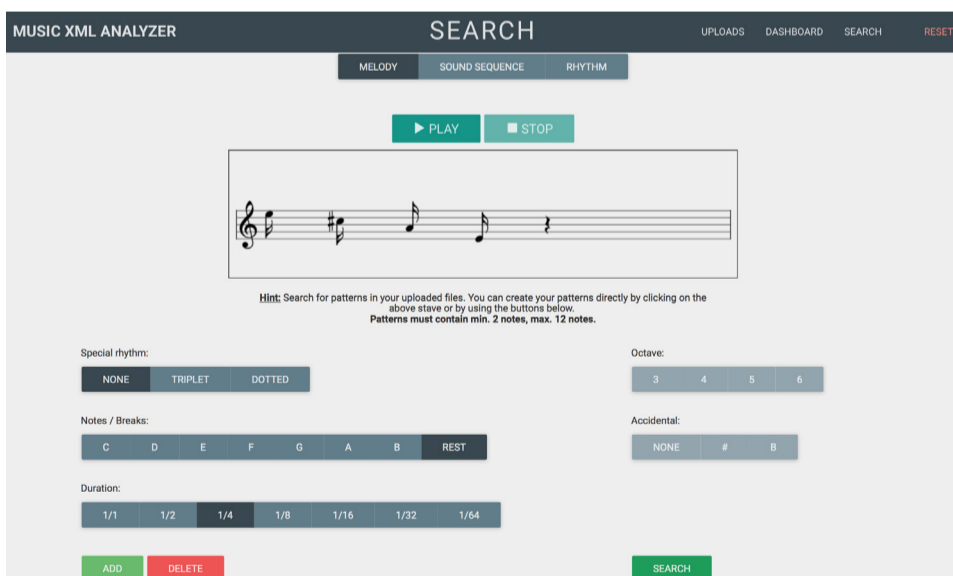 MUSIC XML ANALYZER
SEARCH
UPLOADS DASHBOARD SEARCH RESET
MELODY SOUND SEQUENCE RHYTHM
PLAY STOP
Hint: Search for patterns in your uploaded files. You can create your patterns directly by clicking on the
above stave or by using the buttons below.
Patterns must contain min. 2 notes, max. 12 notes.
Special rhythm:
NONE TRIPLET DOTTED
Octave:
3 4 5 6
Notes / Breaks:
C D E F G A B REST
Accidental:
NONE # B
Duration:
1/1 1/2 1/4 1/8 1/16 1/32 1/64
ADD DELETE
SEARCH